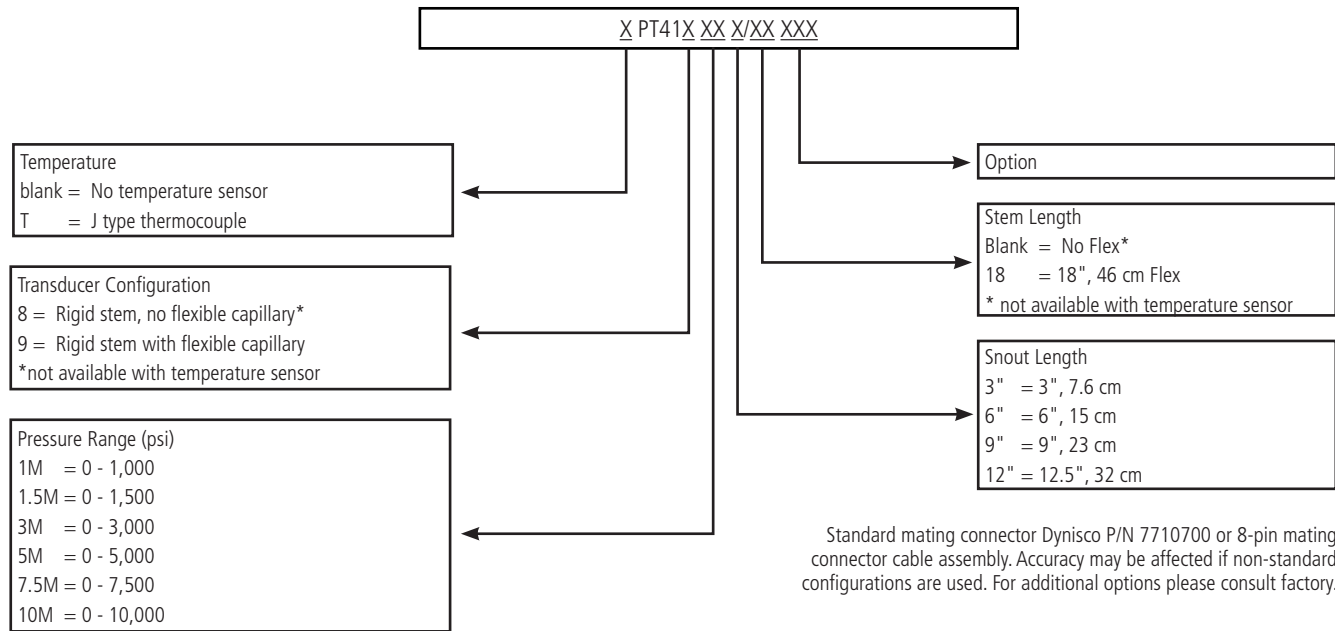 X PT41X XX X/XX XXX
Temperature
blank = No temperature sensor
T = J type thermocouple
Transducer Configuration
8 = Rigid stem, no flexible capillary*
9 = Rigid stem with flexible capillary
*not available with temperature sensor
Pressure Range (psi)
1M = 0 - 1,000
1.5M = 0 - 1,500
3M = 0 - 3,000
5M = 0 - 5,000
7.5M = 0 - 7,500
10M = 0 - 10,000
Option
Stem Length
Blank = No Flex*
18 = 18", 46 cm Flex
* not available with temperature sensor
Snout Length
3" = 3", 7.6 cm
6" = 6", 15 cm
9" = 9", 23 cm
12" = 12.5", 32 cm
Standard mating connector Dynisco P/N 7710700 or 8-pin mating
connector cable assembly. Accuracy may be affected if non-standard
configurations are used. For additional options please consult factory.